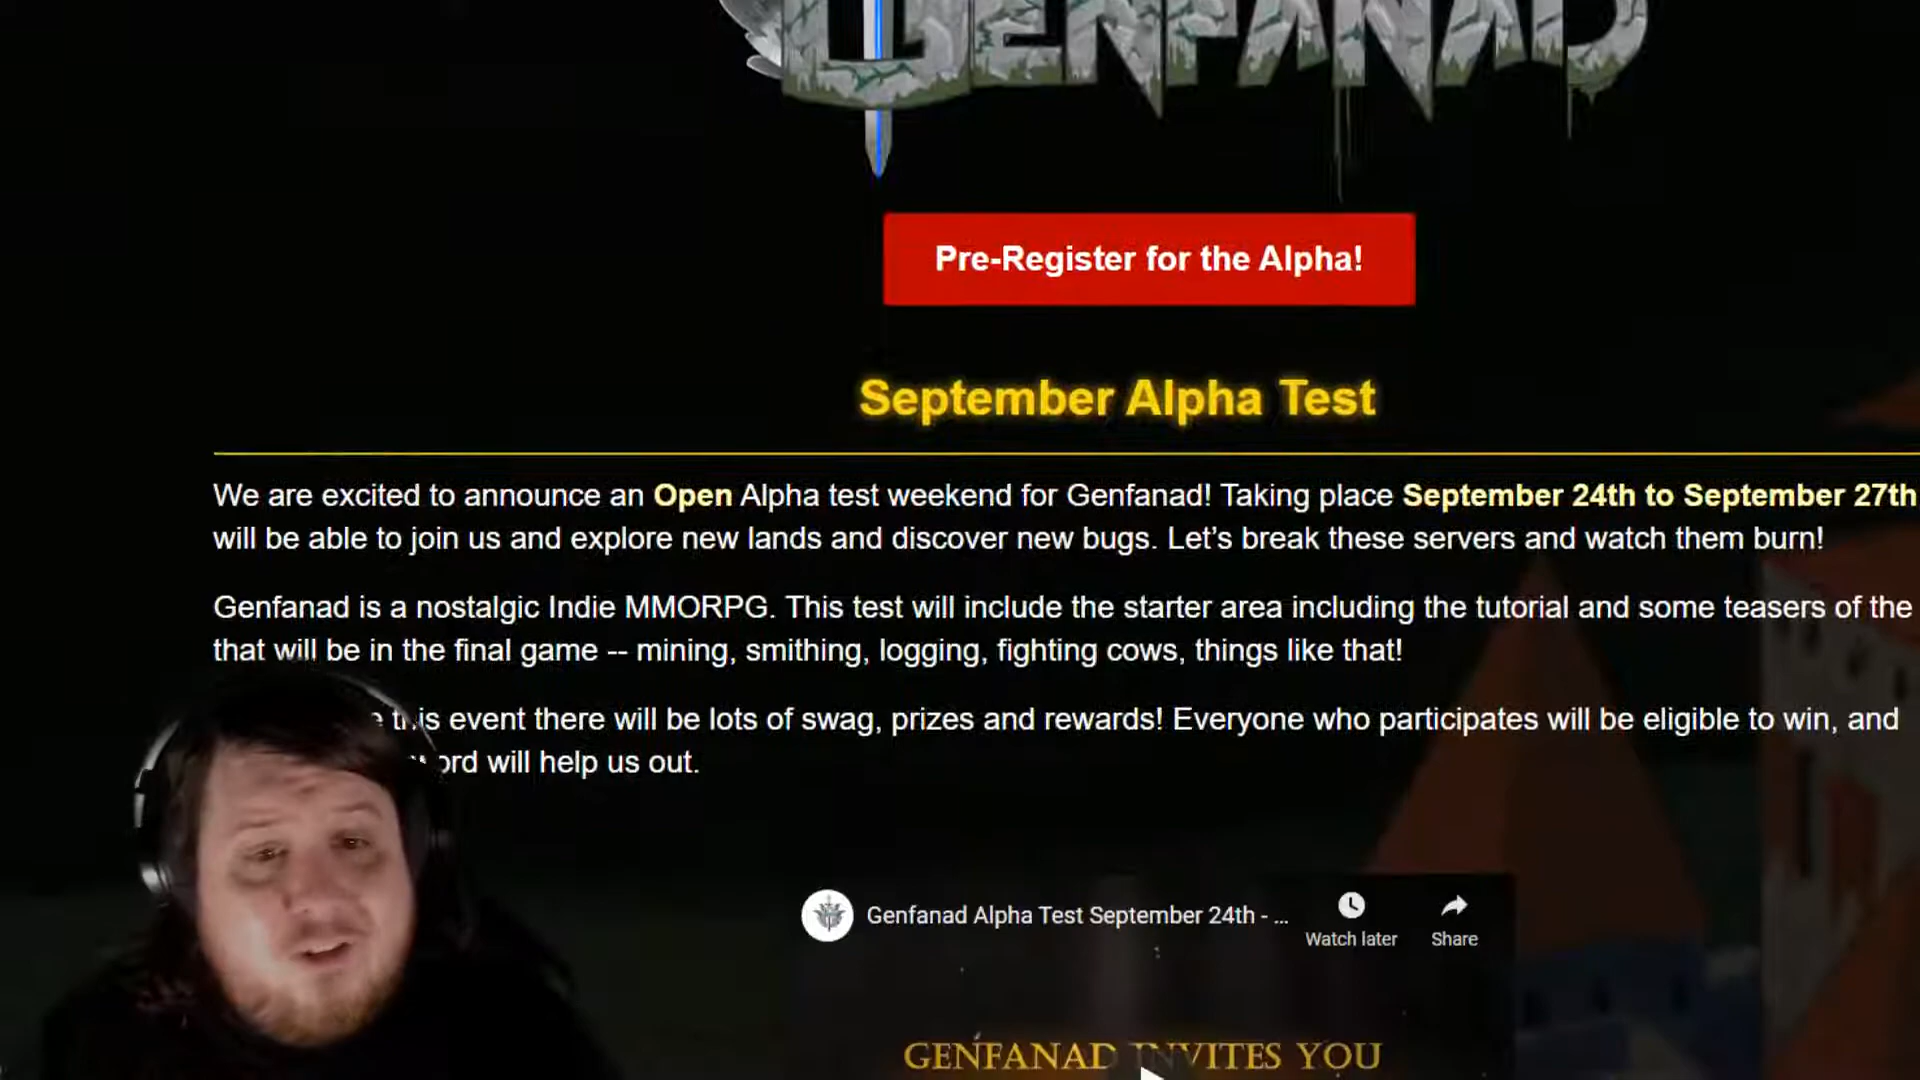 GENFANAD
Pre-Register for the Alpha!
September Alpha Test
We are excited to announce an Open Alpha test weekend for Genfanad! Taking place September 24th to September 27th
will be able to join us and explore new lands and discover new bugs. Let's break these servers and watch them burn!
Genfanad is a nostalgic Indie MMORPG. This test will include the starter area including the tutorial and some teasers of the
that will be in the final game -- mining, smithing, logging, fighting cows, things like that!
this event there will be lots of swag, prizes and rewards! Everyone who participates will be eligible to win, and
will help us out.
Genfanad Alpha Test September 24th - ...
Watch later
Share
GENFANAD INVITES YOU